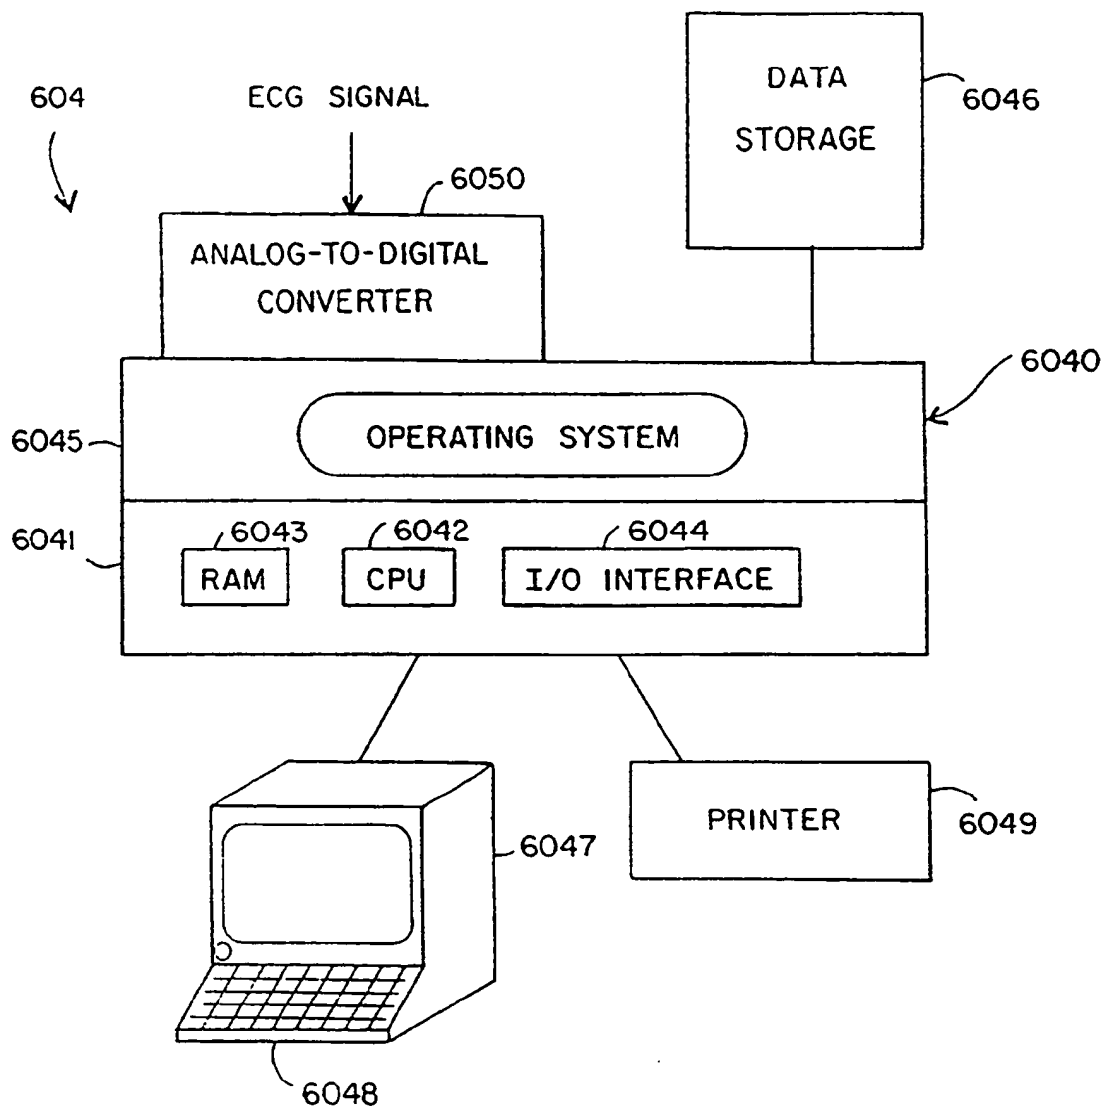 604
ECG SIGNAL
DATA
STORAGE
6046
6050
ANALOG-TO-DIGITAL
CONVERTER
6040
6045
OPERATING SYSTEM
6041
6043
6042
6044
RAM
CPU
I/O INTERFACE
6047
PRINTER
6049
6048